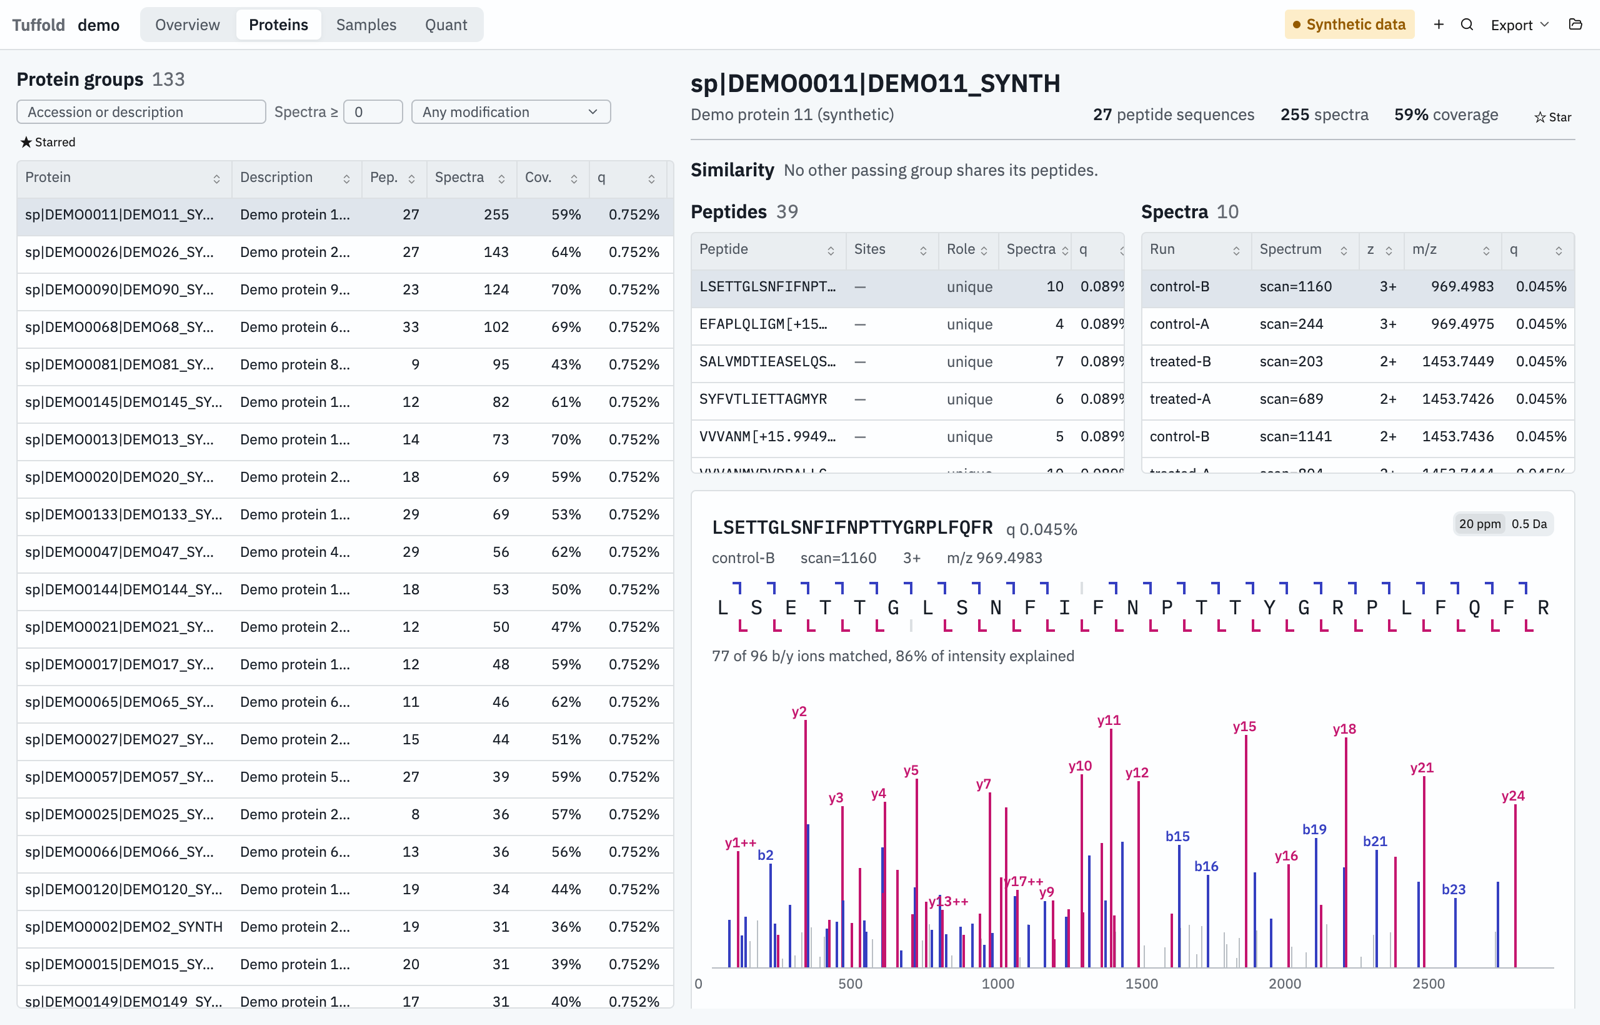 Tuffold demo Overview Proteins Samples Quant Synthetic data + Export
Protein groups 133
Accession or description Spectra ≥ 0 Any modification
★ Starred
Protein Description Pep. Spectra Cov. q
sp|DEMO0011|DEMO11_SY... Demo protein 1... 27 255 59% 0.752%
sp|DEMO0026|DEMO26_SY... Demo protein 2... 27 143 64% 0.752%
sp|DEMO0090|DEMO90_SY... Demo protein 9... 23 124 70% 0.752%
sp|DEMO0068|DEMO68_SY... Demo protein 6... 33 102 69% 0.752%
sp|DEMO0081|DEMO81_SY... Demo protein 8... 9 95 43% 0.752%
sp|DEMO0145|DEMO145_SY... Demo protein 1... 12 82 61% 0.752%
sp|DEMO0013|DEMO13_SY... Demo protein 1... 14 73 70% 0.752%
sp|DEMO0020|DEMO20_SY... Demo protein 2... 18 69 59% 0.752%
sp|DEMO0133|DEMO133_SY... Demo protein 1... 29 69 53% 0.752%
sp|DEMO0047|DEMO47_SY... Demo protein 4... 29 56 62% 0.752%
sp|DEMO0144|DEMO144_SY... Demo protein 1... 18 53 50% 0.752%
sp|DEMO0021|DEMO21_SY... Demo protein 2... 12 50 47% 0.752%
sp|DEMO0017|DEMO17_SY... Demo protein 1... 12 48 59% 0.752%
sp|DEMO0065|DEMO65_SY... Demo protein 6... 11 46 62% 0.752%
sp|DEMO0027|DEMO27_SY... Demo protein 2... 15 44 51% 0.752%
sp|DEMO0057|DEMO57_SY... Demo protein 5... 27 39 59% 0.752%
sp|DEMO0025|DEMO25_SY... Demo protein 2... 8 36 57% 0.752%
sp|DEMO0066|DEMO66_SY... Demo protein 6... 13 36 56% 0.752%
sp|DEMO0120|DEMO120_SY... Demo protein 1... 19 34 44% 0.752%
sp|DEMO0002|DEMO2_SYNTH Demo protein 2... 19 31 36% 0.752%
sp|DEMO0015|DEMO15_SY... Demo protein 1... 20 31 39% 0.752%
sp|DEMO0149|DEMO149_SY... Demo protein 1... 17 31 40% 0.752%
sp|DEMO0011|DEMO11_SYNTH
Demo protein 11 (synthetic) 27 peptide sequences 255 spectra 59% coverage ☆ Star
Similarity No other passing group shares its peptides.
Peptides 39
Peptide Sites Role Spectra q
LSETTGLSNFIFNPT... — unique 10 0.089%
EFAPLQLIGM[+15... — unique 4 0.089%
SALVMDTIEASELQS... — unique 7 0.089%
SYFVTLIETTAGMYR — unique 6 0.089%
VVVANM[+15.9949... — unique 5 0.089%
Spectra 10
Run Spectrum z m/z q
control-B scan=1160 3+ 969.4983 0.045%
control-A scan=244 3+ 969.4975 0.045%
treated-B scan=203 2+ 1453.7449 0.045%
treated-A scan=689 2+ 1453.7426 0.045%
control-B scan=1141 2+ 1453.7436 0.045%
LSETTGLSNFIFNPTTYGRPLFQFR q 0.045% 20 ppm 0.5 Da
control-B scan=1160 3+ m/z 969.4983
L S E T T G L S N F I F N P T T Y G R P L F Q F R
77 of 96 b/y ions matched, 86% of intensity explained
y2
y11
y15
y18
y10
y12
y5
y21
y7
y4
y3
y24
y1++
b2
b15
b19
b21
b16
y16
y17++
y9
b23
y13++
0 500 1000 1500 2000 2500